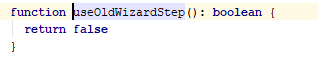 function useOldWizardStep(): boolean {
  return false
}